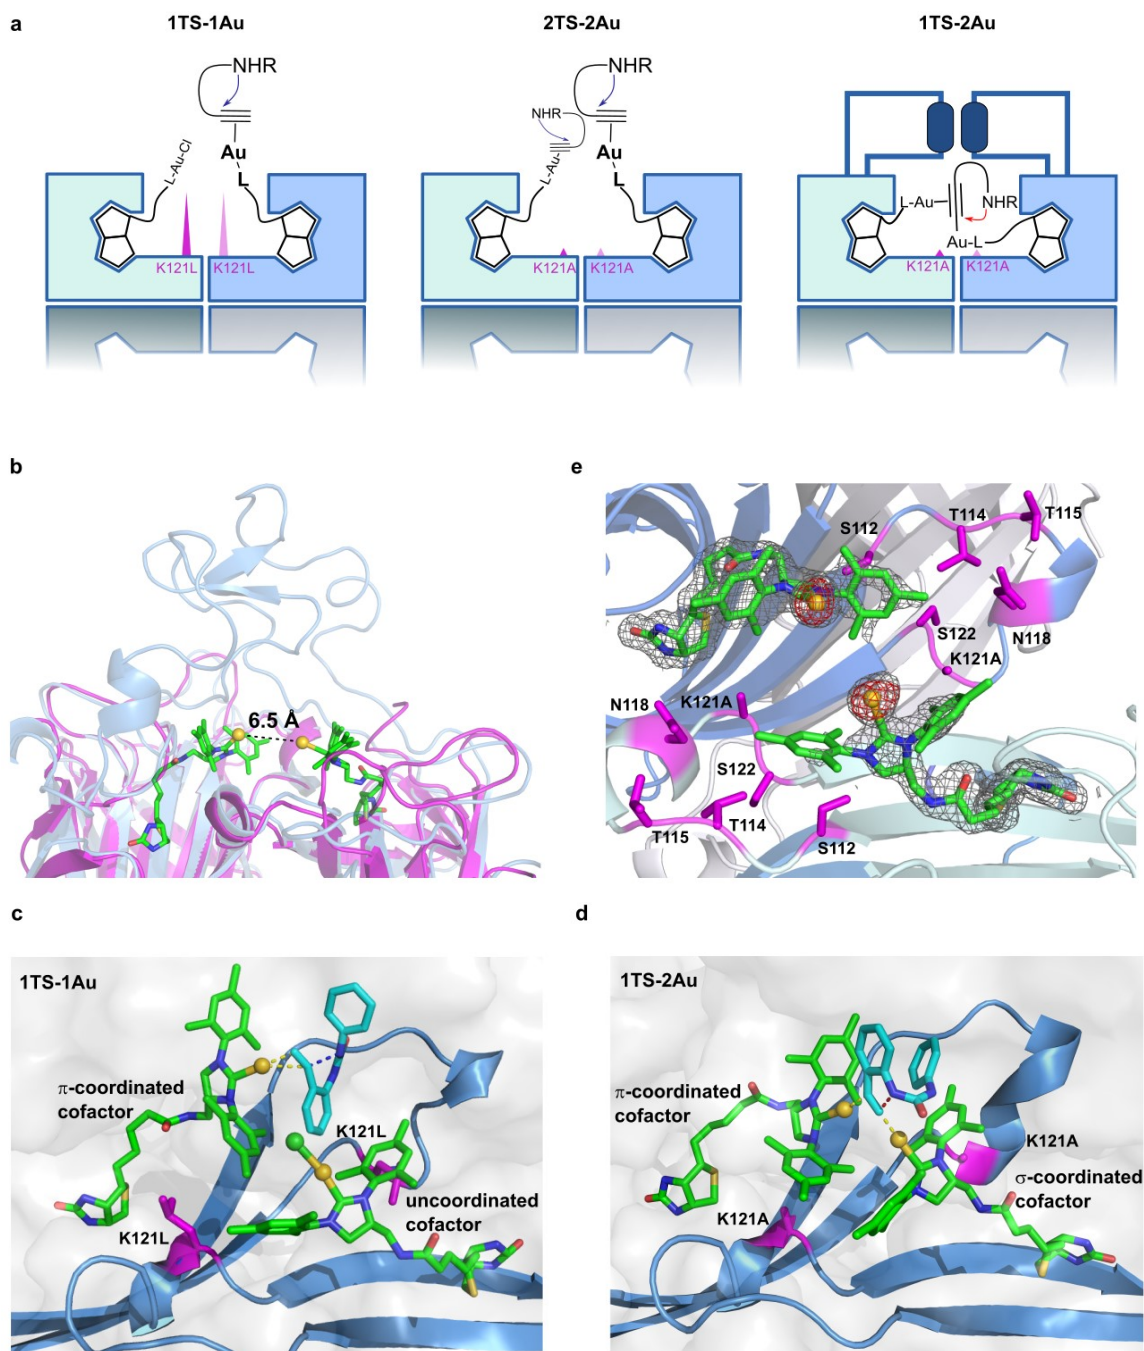 a
1TS-1Au
2TS-2Au
1TS-2Au
NHR
L-Au-Cl
Au
L
K121L
K121L
NHR
NHR
L-Au-
Au
L
K121A
K121A
L-Au
NHR
Au-L
K121A
K121A
b
6.5 Å
e
S112
T114
T115
S122
N118
K121A
N118
K121A
S122
T115
T114
S112
c
1TS-1Au
π-coordinated
cofactor
K121L
uncoordinated
cofactor
K121L
d
1TS-2Au
π-coordinated
cofactor
K121A
σ-coordinated
cofactor
K121A